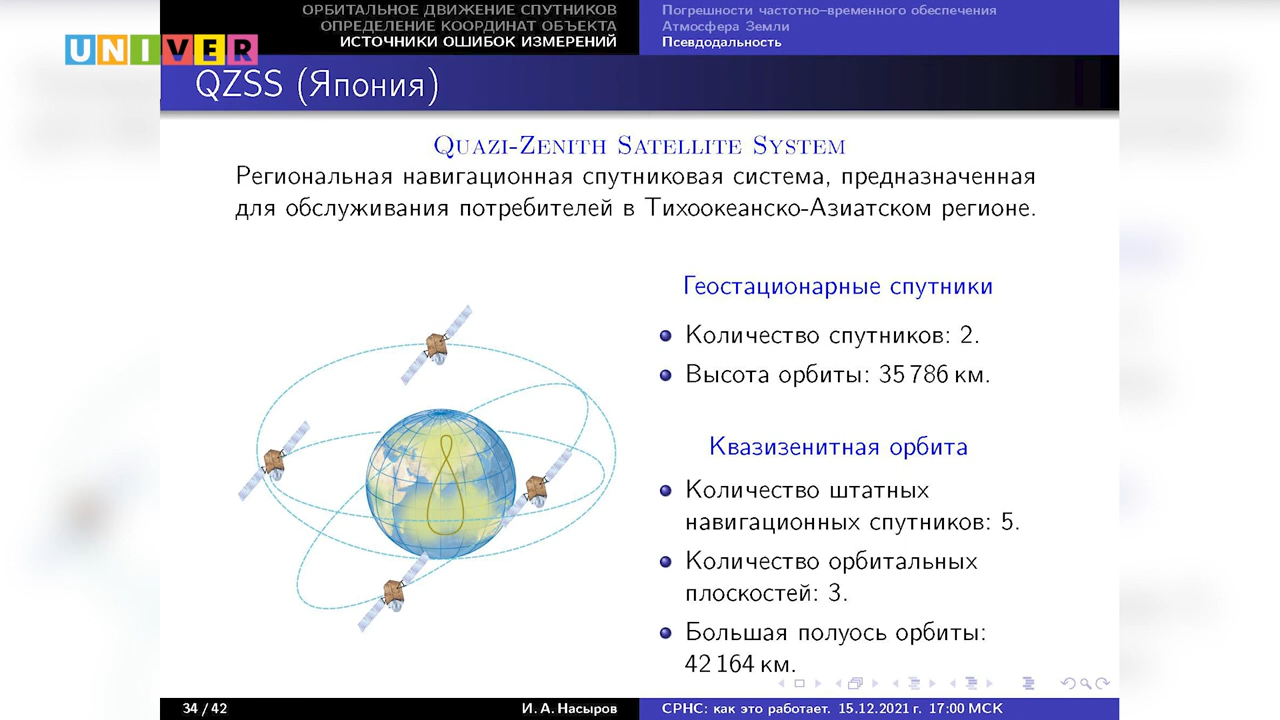 ОРБИТАЛЬНОЕ ДВИЖЕНИЕ СПУТНИКОВ
ОПРЕДЕЛЕНИЕ КООРДИНАТ ОБЪЕКТА
ИСТОЧНИКИ ОШИБОК ИЗМЕРЕНИЙ
Погрешности частотно–временного обеспечения
Атмосфера Земли
Псевдодальность
UNIVER
QZSS (Япония)
Quazi-Zenith Satellite System
Региональная навигационная спутниковая система, предназначенная
для обслуживания потребителей в Тихоокеанско-Азиатском регионе.
Геостационарные спутники
Количество спутников: 2.
Высота орбиты: 35 786 км.
Квазизенитная орбита
Количество штатных
навигационных спутников: 5.
Количество орбитальных
плоскостей: 3.
Большая полуось орбиты:
42 164 км.
34 / 42
И. А. Насыров
СРНС: как это работает. 15.12.2021 г. 17:00 МСК